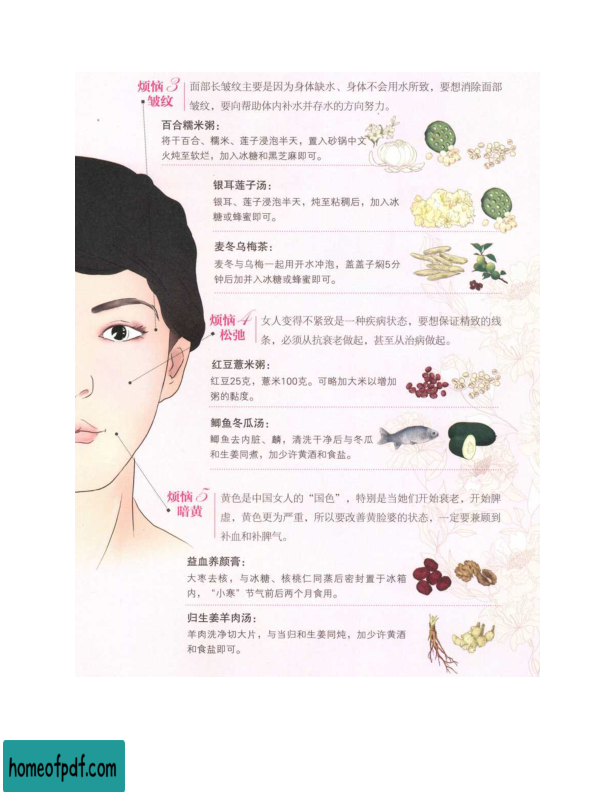 烦恼3
皱纹
面部长皱纹主要是因为身体缺水、身体不会用水所致，要想消除面部
皱纹，要向帮助体内补水并存水的方向努力。
百合糯米粥：
将干百合、糯米、莲子浸泡半天，置入砂锅中文
火炖至软烂，加入冰糖和黑芝麻即可。
银耳莲子汤：
银耳、莲子浸泡半天，炖至粘稠后，加入冰
糖或蜂蜜即可。
麦冬乌梅茶：
麦冬与乌梅一起用开水冲泡，盖盖子焖5分
钟后加并入冰糖或蜂蜜即可。
烦恼4
松弛
女人变得不紧致是一种疾病状态，要想保证精致的线
条，必须从抗衰老做起，甚至从治病做起。
红豆薏米粥：
红豆25克，薏米100克。可略加大米以增加
粥的黏度。
鲫鱼冬瓜汤：
鲫鱼去内脏、麟，清洗干净后与冬瓜
和生姜同煮，加少许黄酒和食盐。
烦恼5
暗黄
黄色是中国女人的“国色”，特别是当她们开始衰老，开始脾
虚，黄色更为严重，所以要改善黄脸婆的状态，一定要兼顾到
补血和补脾气。
益血养颜膏：
大枣去核，与冰糖、核桃仁同蒸后密封置于冰箱
内，“小寒”节气前后两个月食用。
归生姜羊肉汤：
羊肉洗净切大片，与当归和生姜同炖，加少许黄酒
和食盐即可。
homeofpdf.com